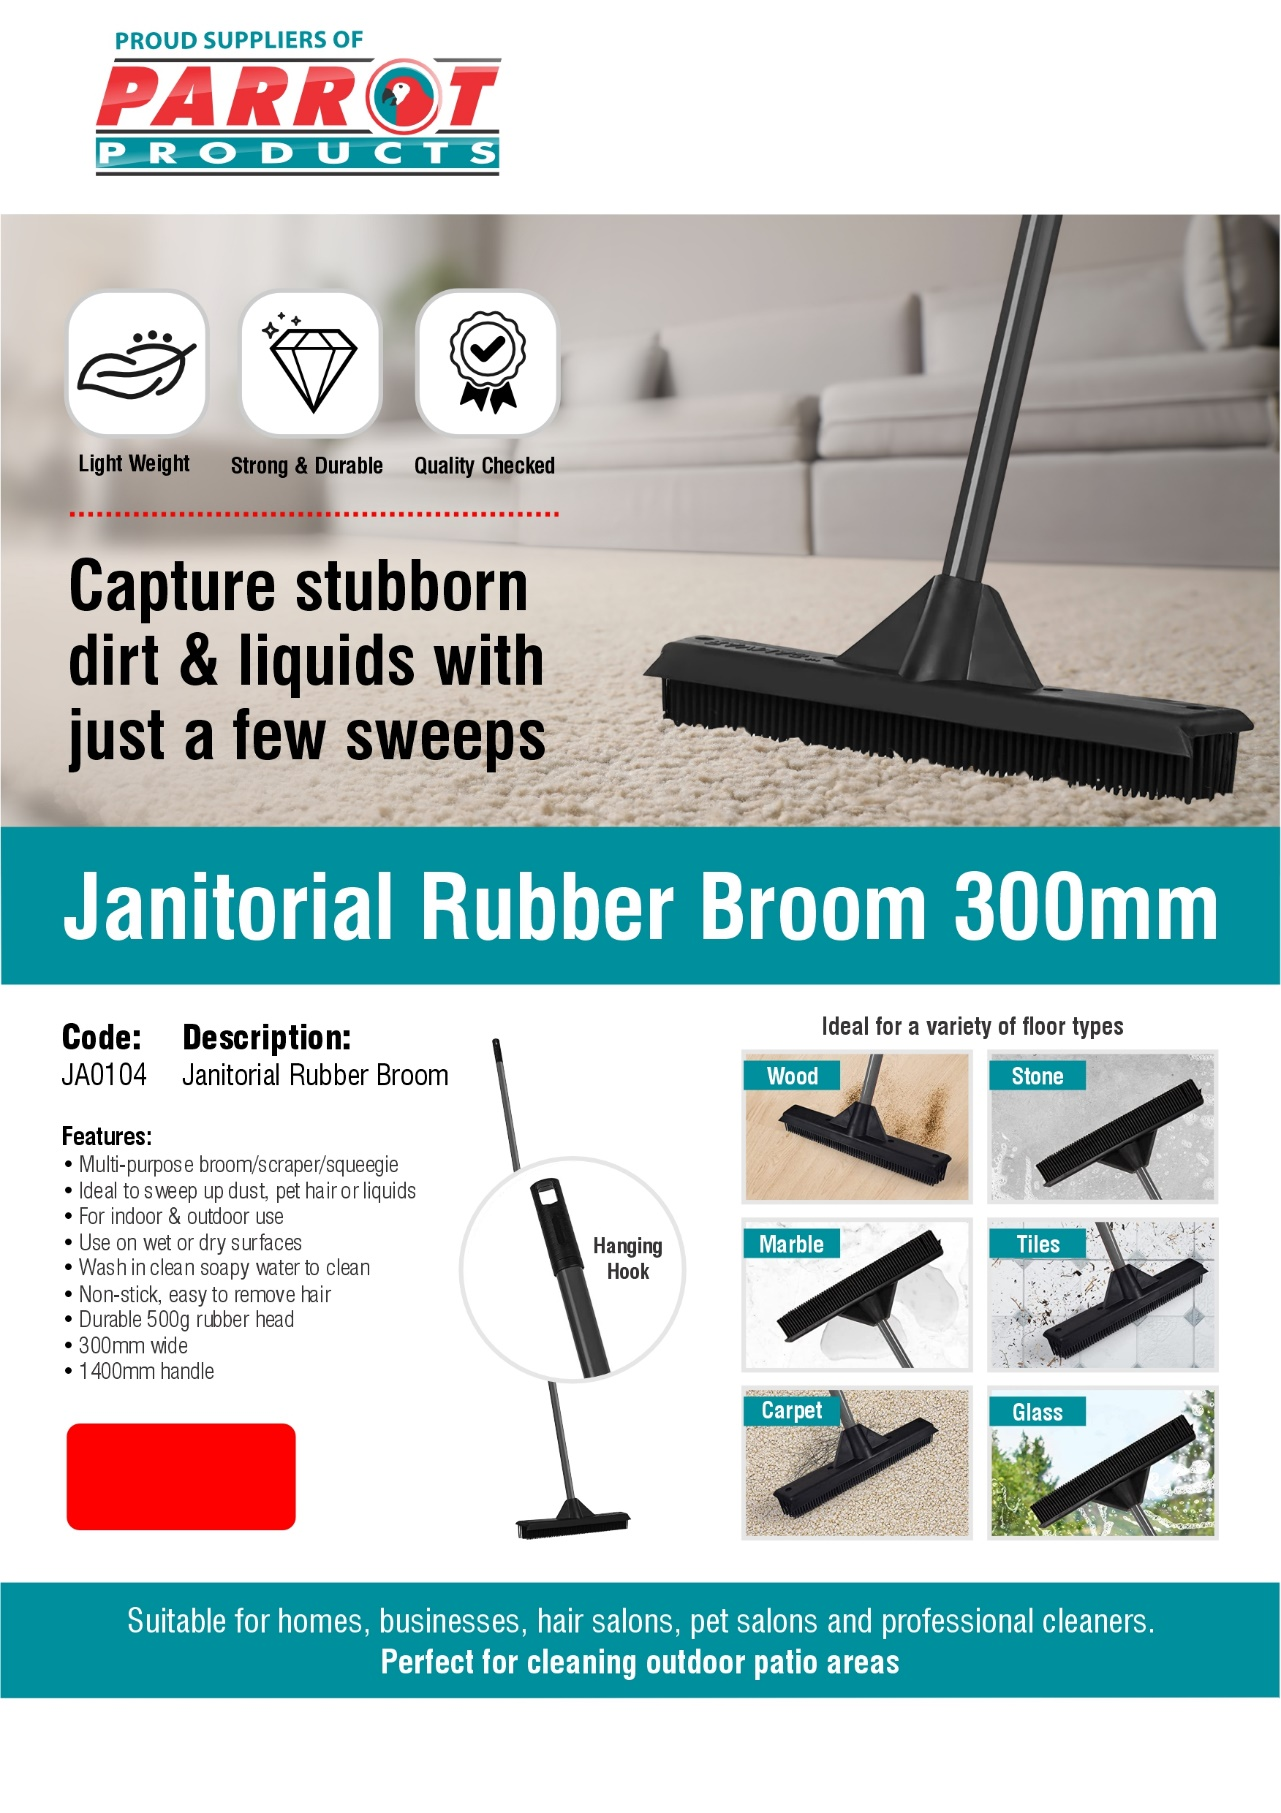 PROUD SUPPLIERS OF
PARROT
PRODUCTS
Light Weight
Strong & Durable
Quality Checked
Capture stubborn
dirt & liquids with
just a few sweeps
Janitorial Rubber Broom 300mm
Code: Description:
JA0104 Janitorial Rubber Broom
Features:
• Multi-purpose broom/scraper/squeegie
• Ideal to sweep up dust, pet hair or liquids
• For indoor & outdoor use
• Use on wet or dry surfaces
• Wash in clean soapy water to clean
• Non-stick, easy to remove hair
• Durable 500g rubber head
• 300mm wide
• 1400mm handle
Hanging
Hook
Ideal for a variety of floor types
Wood
Stone
Marble
Tiles
Carpet
Glass
Suitable for homes, businesses, hair salons, pet salons and professional cleaners.
Perfect for cleaning outdoor patio areas